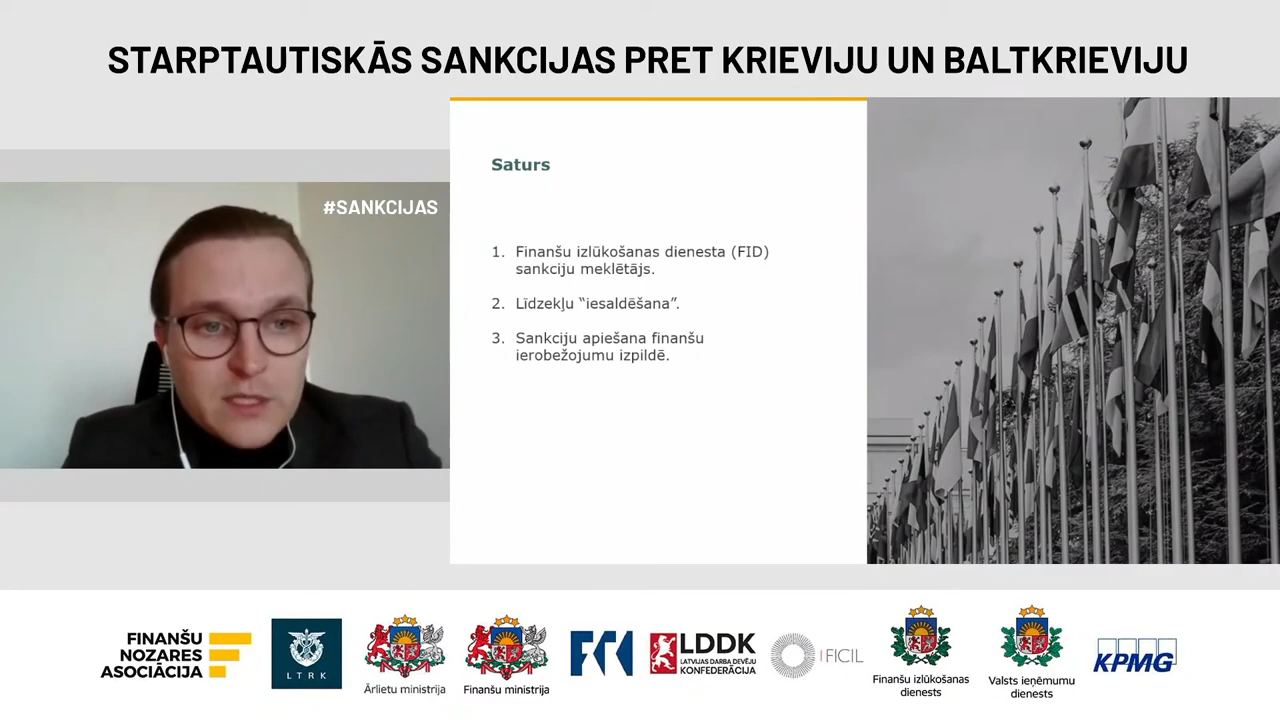 STARPTAUTISKĀS SANKCIJAS PRET KRIEVIJU UN BALTKRIEVIJU
#SANKCIJAS
Saturs
1. Finanšu izlūkošanas dienesta (FID)
sankciju meklētājs.
2. Līdzekļu “iesaldēšana”.
3. Sankciju apiešana finanšu
ierobežojumu izpildē.
FINANŠU
NOZARES
ASOCIĀCIJA
LTRK
Ārlietu ministrija
Finanšu ministrija
LDDK
LATVIJAS DARBA DEVĒJU
KONFEDERĀCIJA
FICIL
Finanšu izlūkošanas
dienests
Valsts ieņēmumu
dienests
KPMG